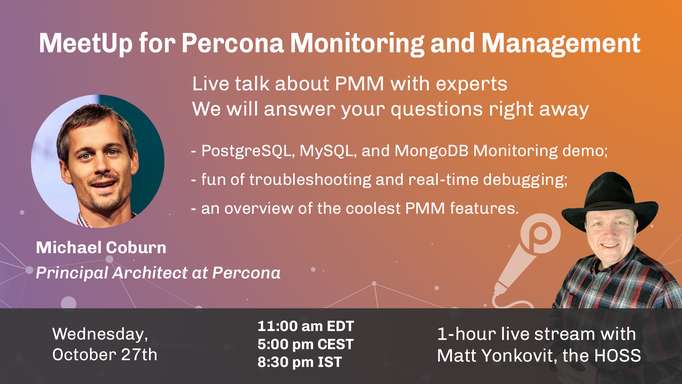 MeetUp for Percona Monitoring and Management
Live talk about PMM with experts
We will answer your questions right away
- PostgreSQL, MySQL, and MongoDB Monitoring demo;
- fun of troubleshooting and real-time debugging;
- an overview of the coolest PMM features.
Michael Coburn
Principal Architect at Percona
Wednesday,
October 27th
11:00 am EDT
5:00 pm CEST
8:30 pm IST
1-hour live stream with
Matt Yonkovit, the HOSS